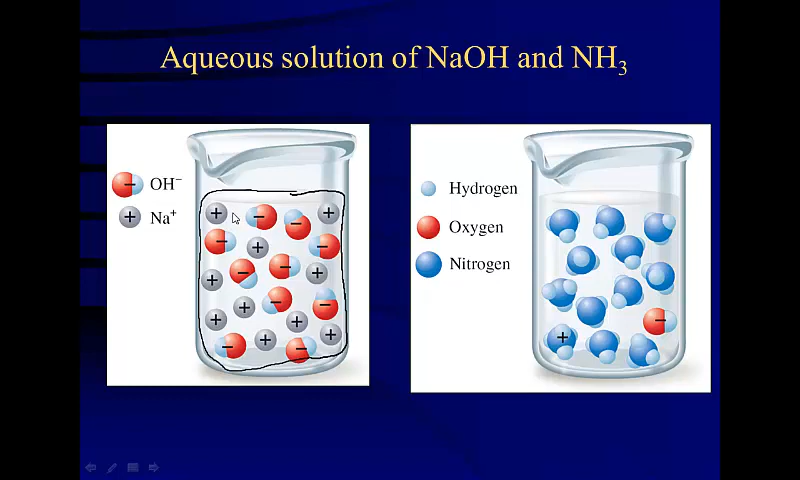 Aqueous solution of NaOH and NH₃
OH⁻
Na⁺
Hydrogen
Oxygen
Nitrogen
+ − − +
− + −
− − +
+
+ − −
+ +
− + − +
−
+